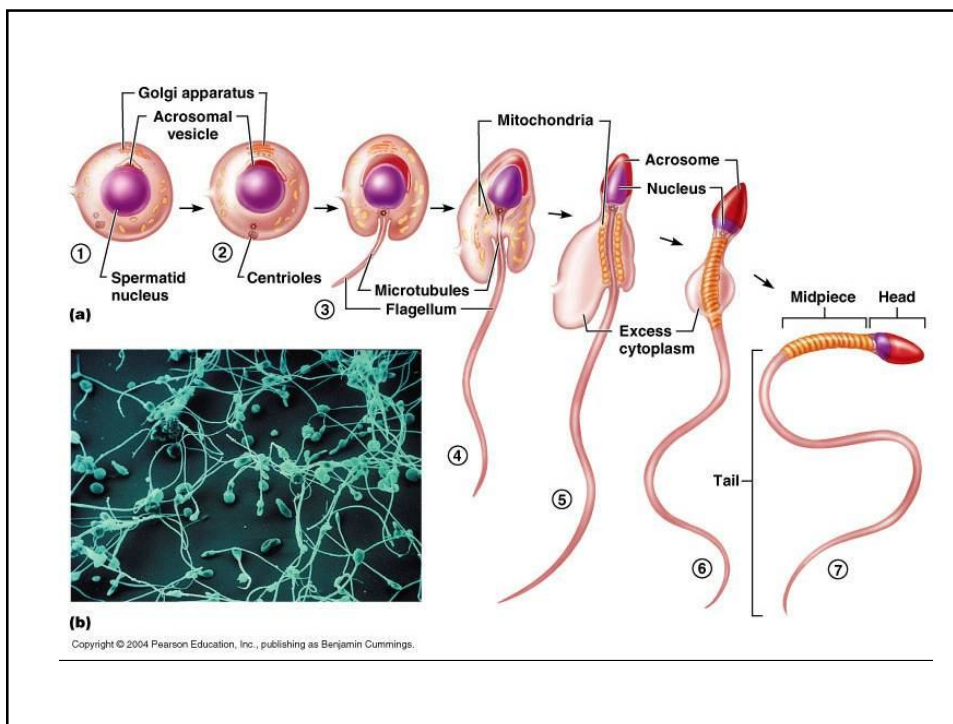 Golgi apparatus
Acrosomal
vesicle
Mitochondria
Acrosome
Nucleus
①
②
Spermatid
nucleus
Centrioles
③
Microtubules
Flagellum
(a)
Excess
cytoplasm
Midpiece
Head
④
⑤
Tail
⑥
⑦
(b)
Copyright © 2004 Pearson Education, Inc., publishing as Benjamin Cummings.